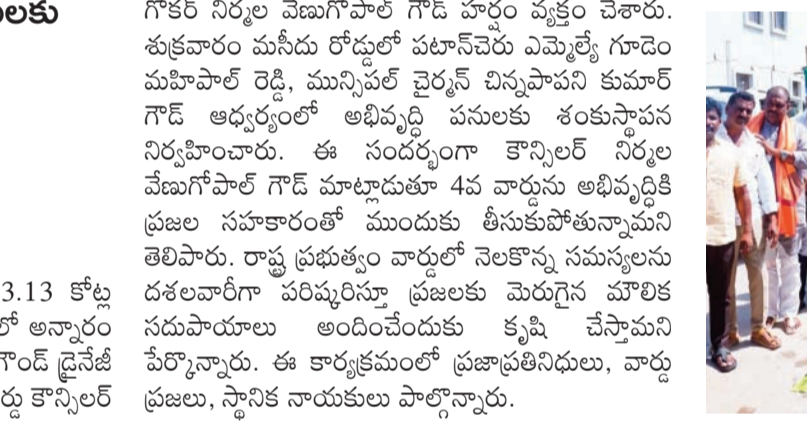 లకు
3.13 కోట్ల
లో అన్నారం
గౌండ్ డ్రైనేజీ
ర్డు కౌన్సిలర్
గోకర్ నిర్మల వేణుగోపాల్ గౌడ్ హర్షం వ్యక్తం చేశారు.
శుక్రవారం మసీదు రోడ్డులో పటాన్‌చెరు ఎమ్మెల్యే గూడెం
మహిపాల్ రెడ్డి, మున్సిపల్ చైర్మన్ చిన్నపాపని కుమార్
గౌడ్ ఆధ్వర్యంలో అభివృద్ధి పనులకు శంకుస్థాపన
నిర్వహించారు. ఈ సందర్భంగా కౌన్సిలర్ నిర్మల
వేణుగోపాల్ గౌడ్ మాట్లాడుతూ 4వ వార్డును అభివృద్ధికి
ప్రజల సహకారంతో ముందుకు తీసుకుపోతున్నామని
తెలిపారు. రాష్ట్ర ప్రభుత్వం వార్డులో నెలకొన్న సమస్యలను
దశలవారీగా పరిష్కరిస్తూ ప్రజలకు మెరుగైన మౌలిక
సదుపాయాలు అందించేందుకు కృషి చేస్తామని
పేర్కొన్నారు. ఈ కార్యక్రమంలో ప్రజాప్రతినిధులు, వార్డు
ప్రజలు, స్థానిక నాయకులు పాల్గొన్నారు.